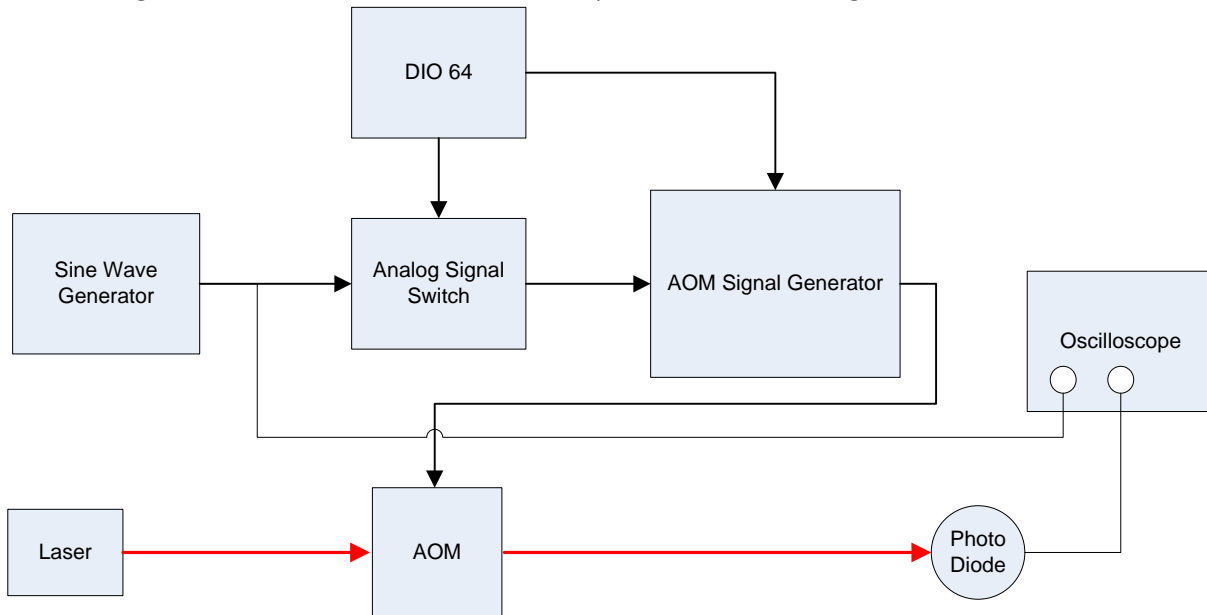 DIO 64
Sine Wave
Generator
Analog Signal
Switch
AOM Signal Generator
Oscilloscope
Laser
AOM
Photo
Diode